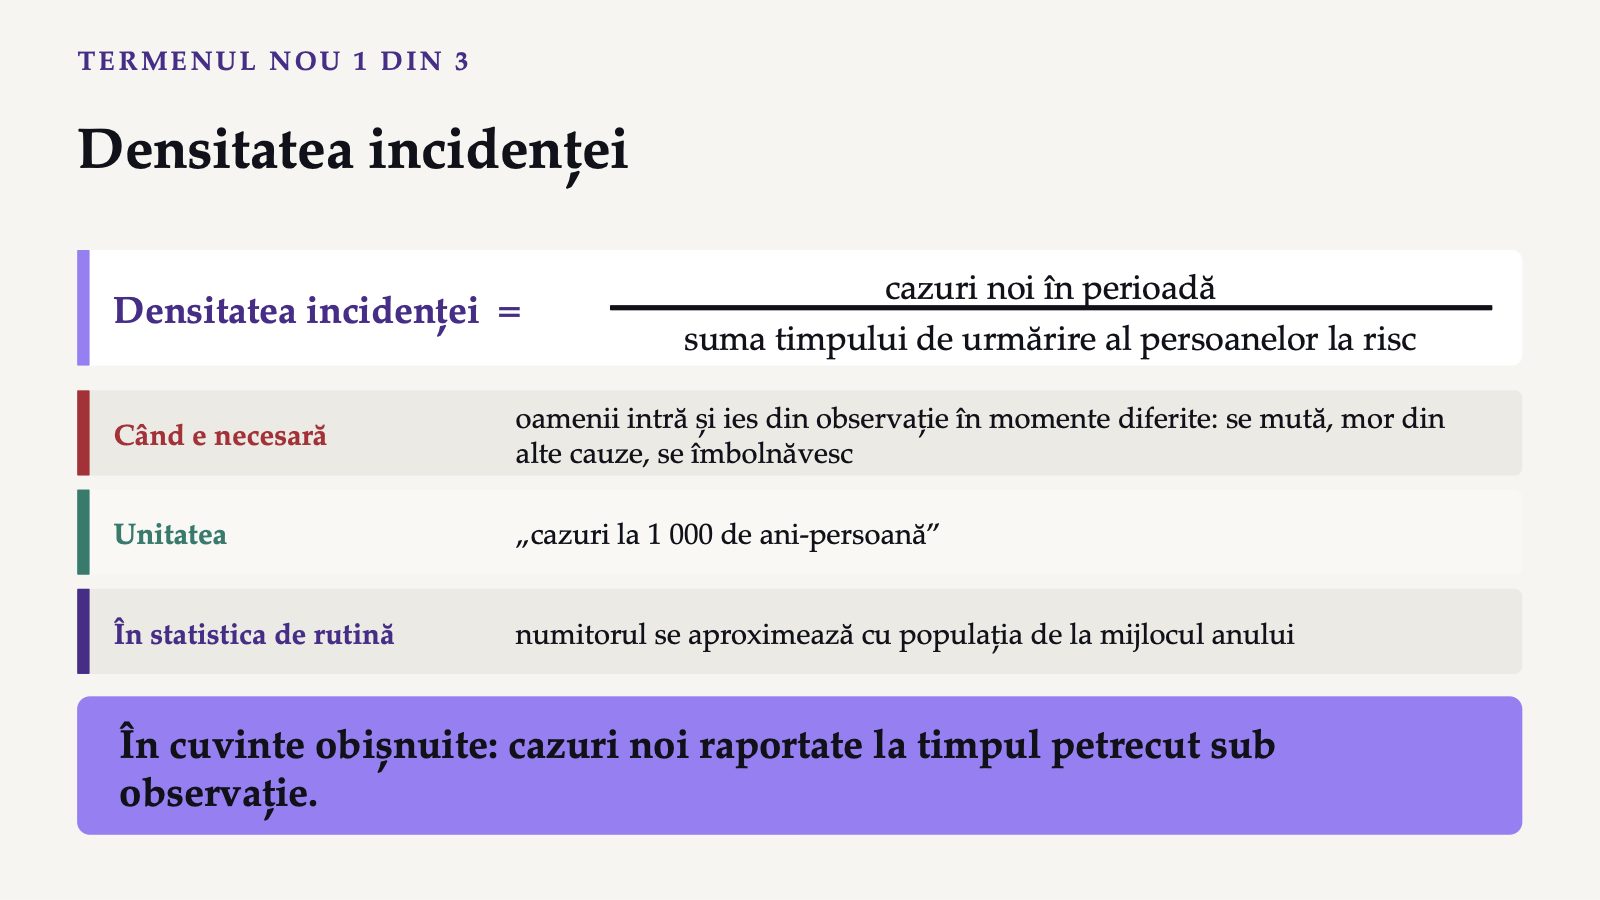 TERMENUL NOU 1 DIN 3
Densitatea incidenței
Densitatea incidenței =
cazuri noi în perioadă
suma timpului de urmărire al persoanelor la risc
Când e necesară
oamenii intră și ies din observație în momente diferite: se mută, mor din
alte cauze, se îmbolnăvesc
Unitatea
„cazuri la 1 000 de ani-persoană”
În statistica de rutină
numitorul se aproximează cu populația de la mijlocul anului
În cuvinte obișnuite: cazuri noi raportate la timpul petrecut sub
observație.